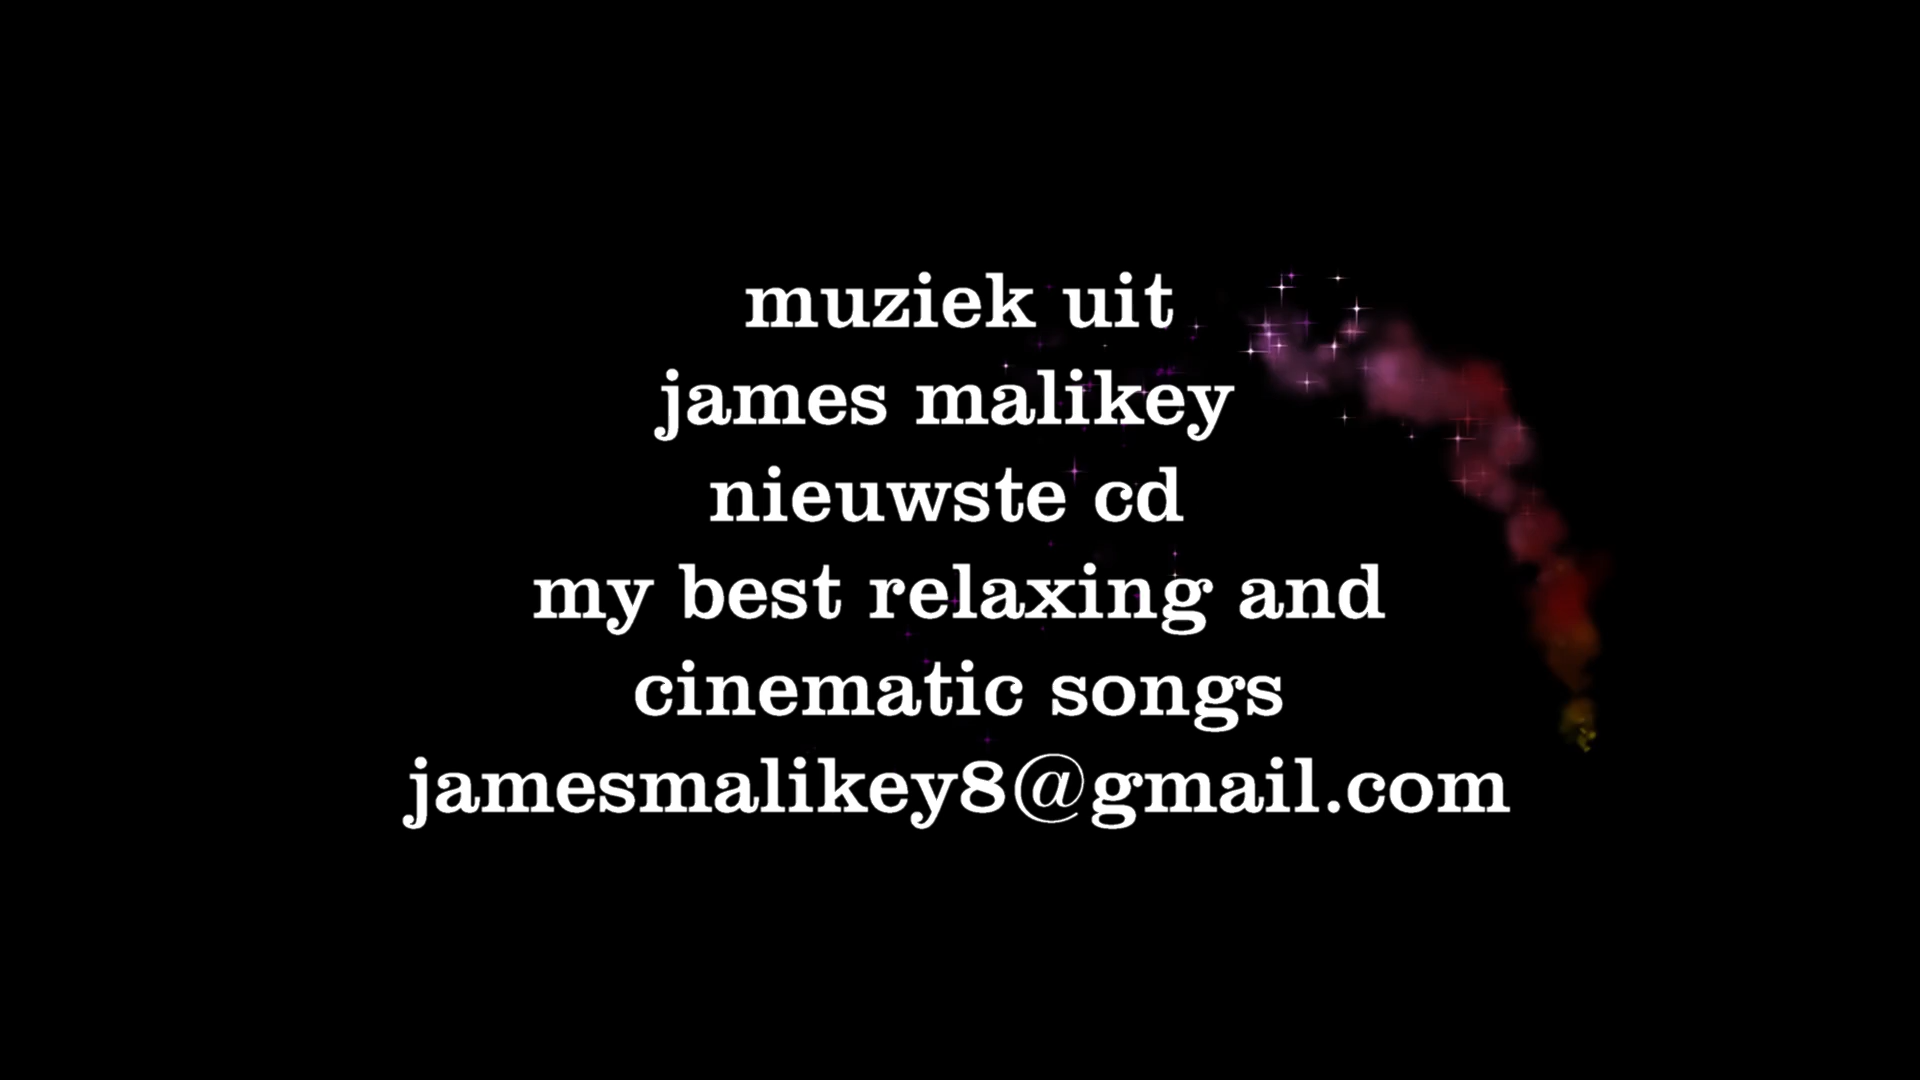 muziek uit
james malikey
nieuwste cd
my best relaxing and
cinematic songs
jamesmalikey8@gmail.com